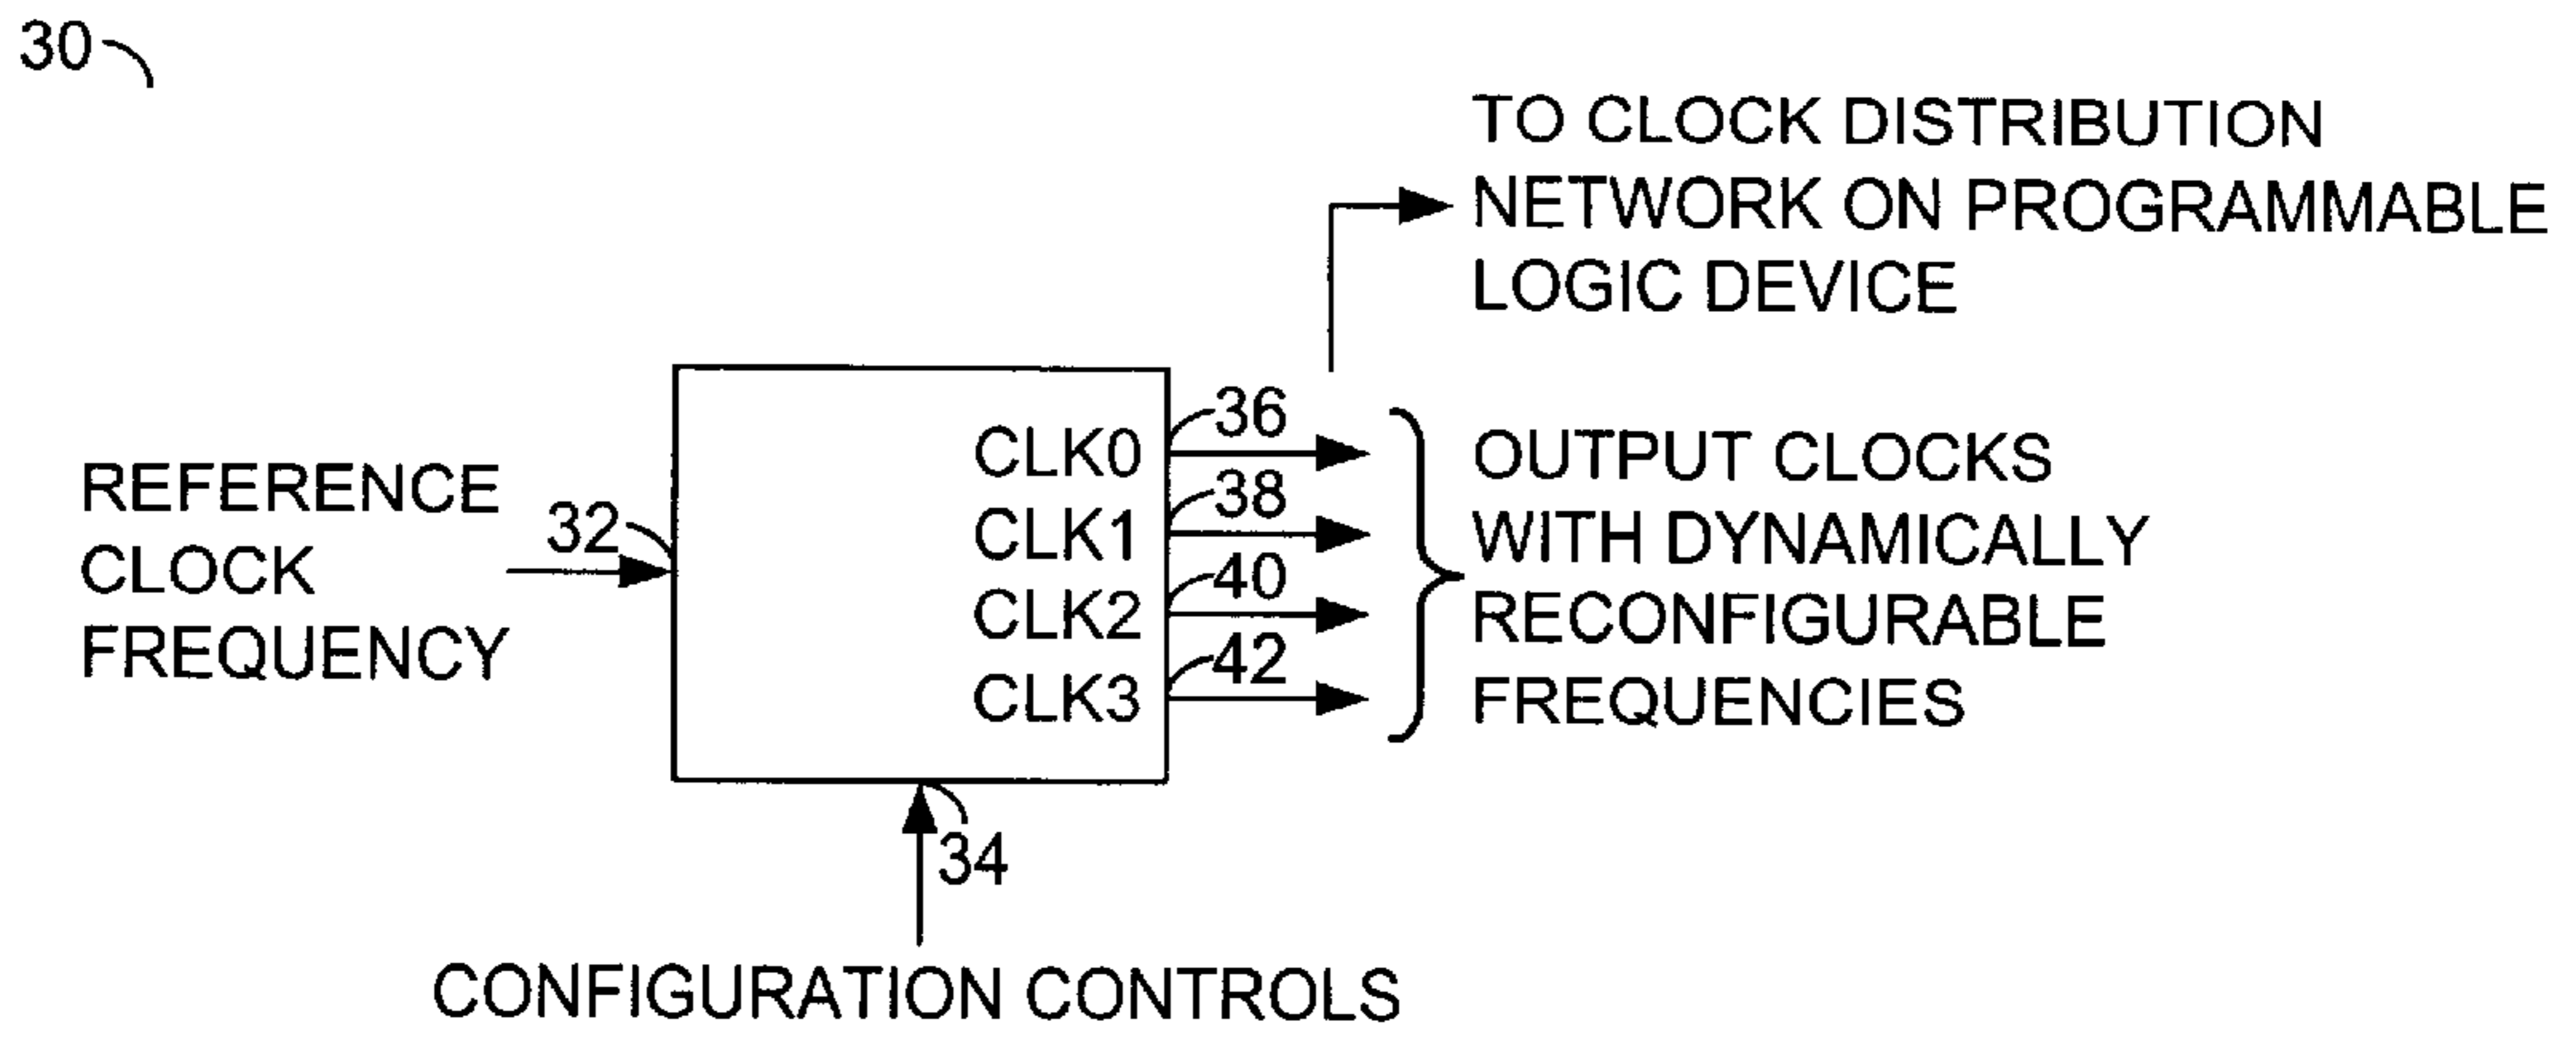 30
TO CLOCK DISTRIBUTION
NETWORK ON PROGRAMMABLE
LOGIC DEVICE
REFERENCE
CLOCK
FREQUENCY
32
CLK0
CLK1
CLK2
CLK3
36
38
40
42
OUTPUT CLOCKS
WITH DYNAMICALLY
RECONFIGURABLE
FREQUENCIES
34
CONFIGURATION CONTROLS